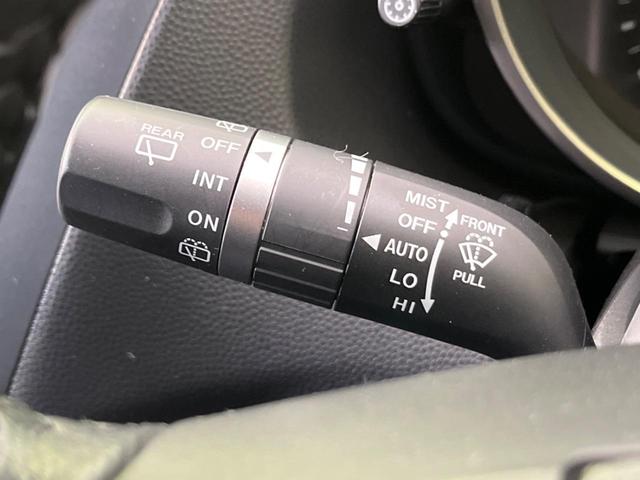 REAR
OFF
INT
ON
MIST
OFF
FRONT
AUTO
PULL
LO
HI